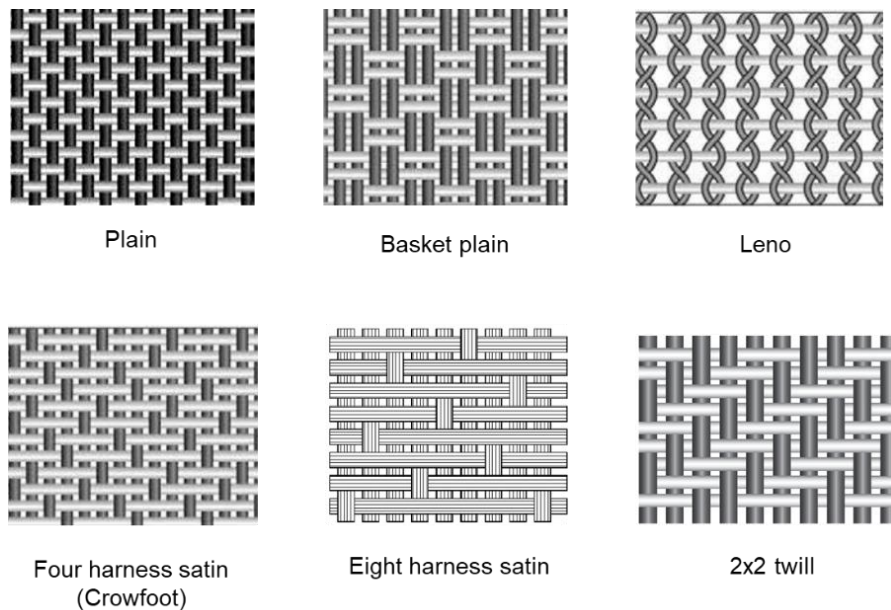 Plain
Basket plain
Leno
Four harness satin
(Crowfoot)
Eight harness satin
2x2 twill